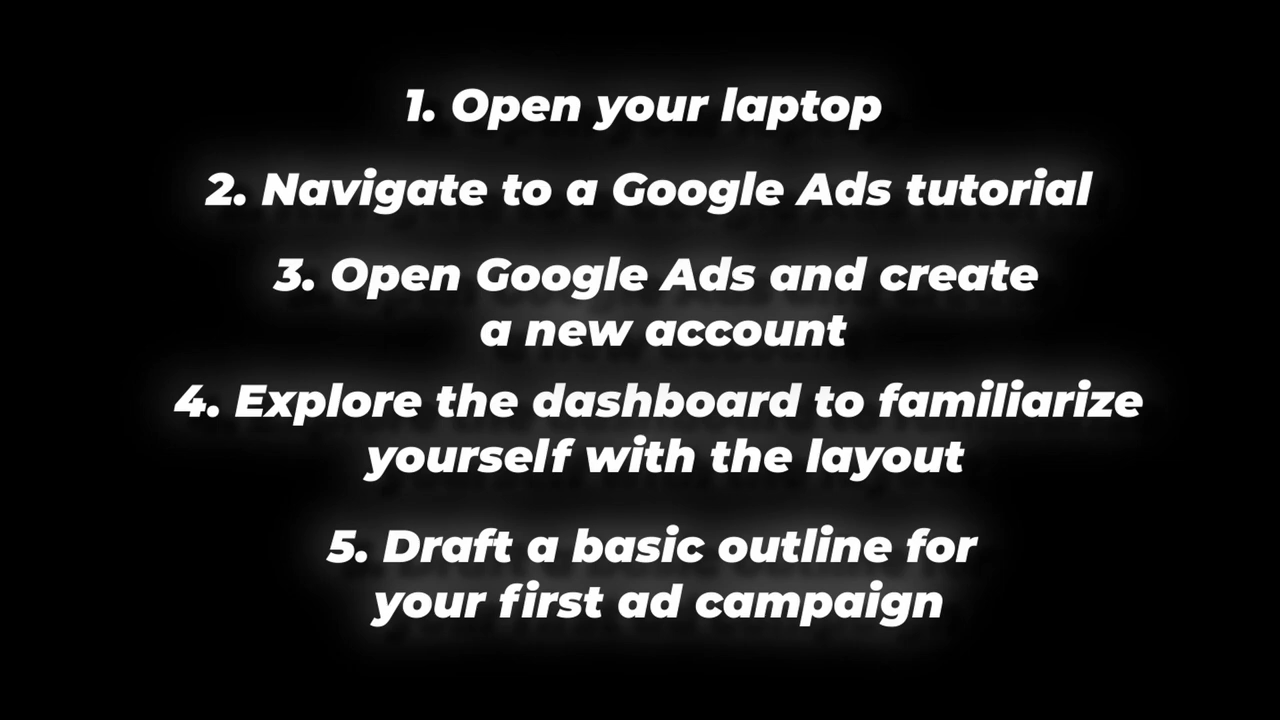 1. Open your laptop
2. Navigate to a Google Ads tutorial
3. Open Google Ads and create
a new account
4. Explore the dashboard to familiarize
yourself with the layout
5. Draft a basic outline for
your first ad campaign